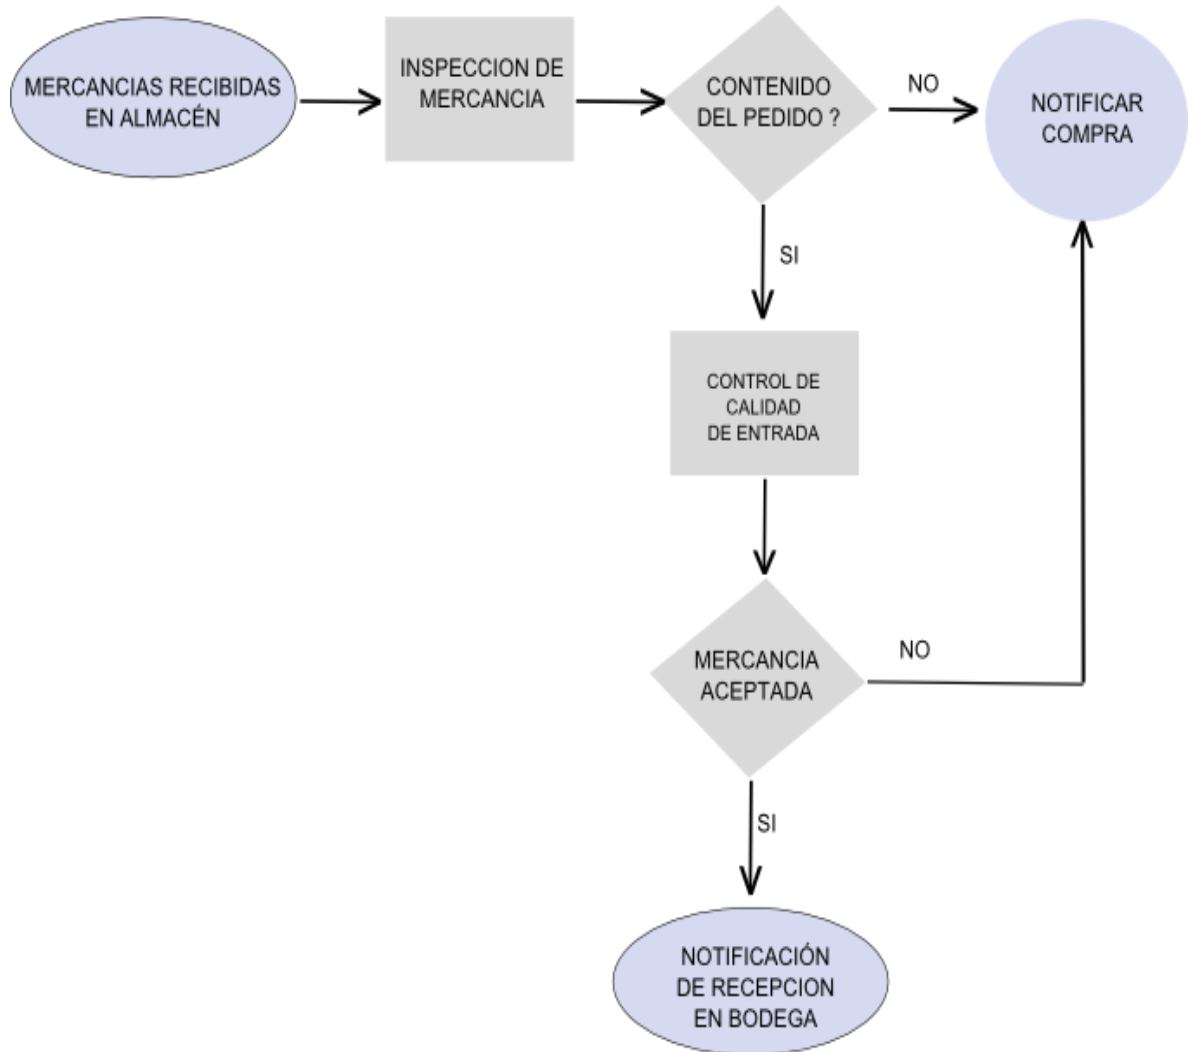 MERCANCIAS RECIBIDAS
EN ALMACÉN
INSPECCION DE
MERCANCIA
CONTENIDO
DEL PEDIDO ?
NO
NOTIFICAR
COMPRA
SI
CONTROL DE
CALIDAD
DE ENTRADA
MERCANCIA
ACEPTADA
NO
SI
NOTIFICACIÓN
DE RECEPCION
EN BODEGA